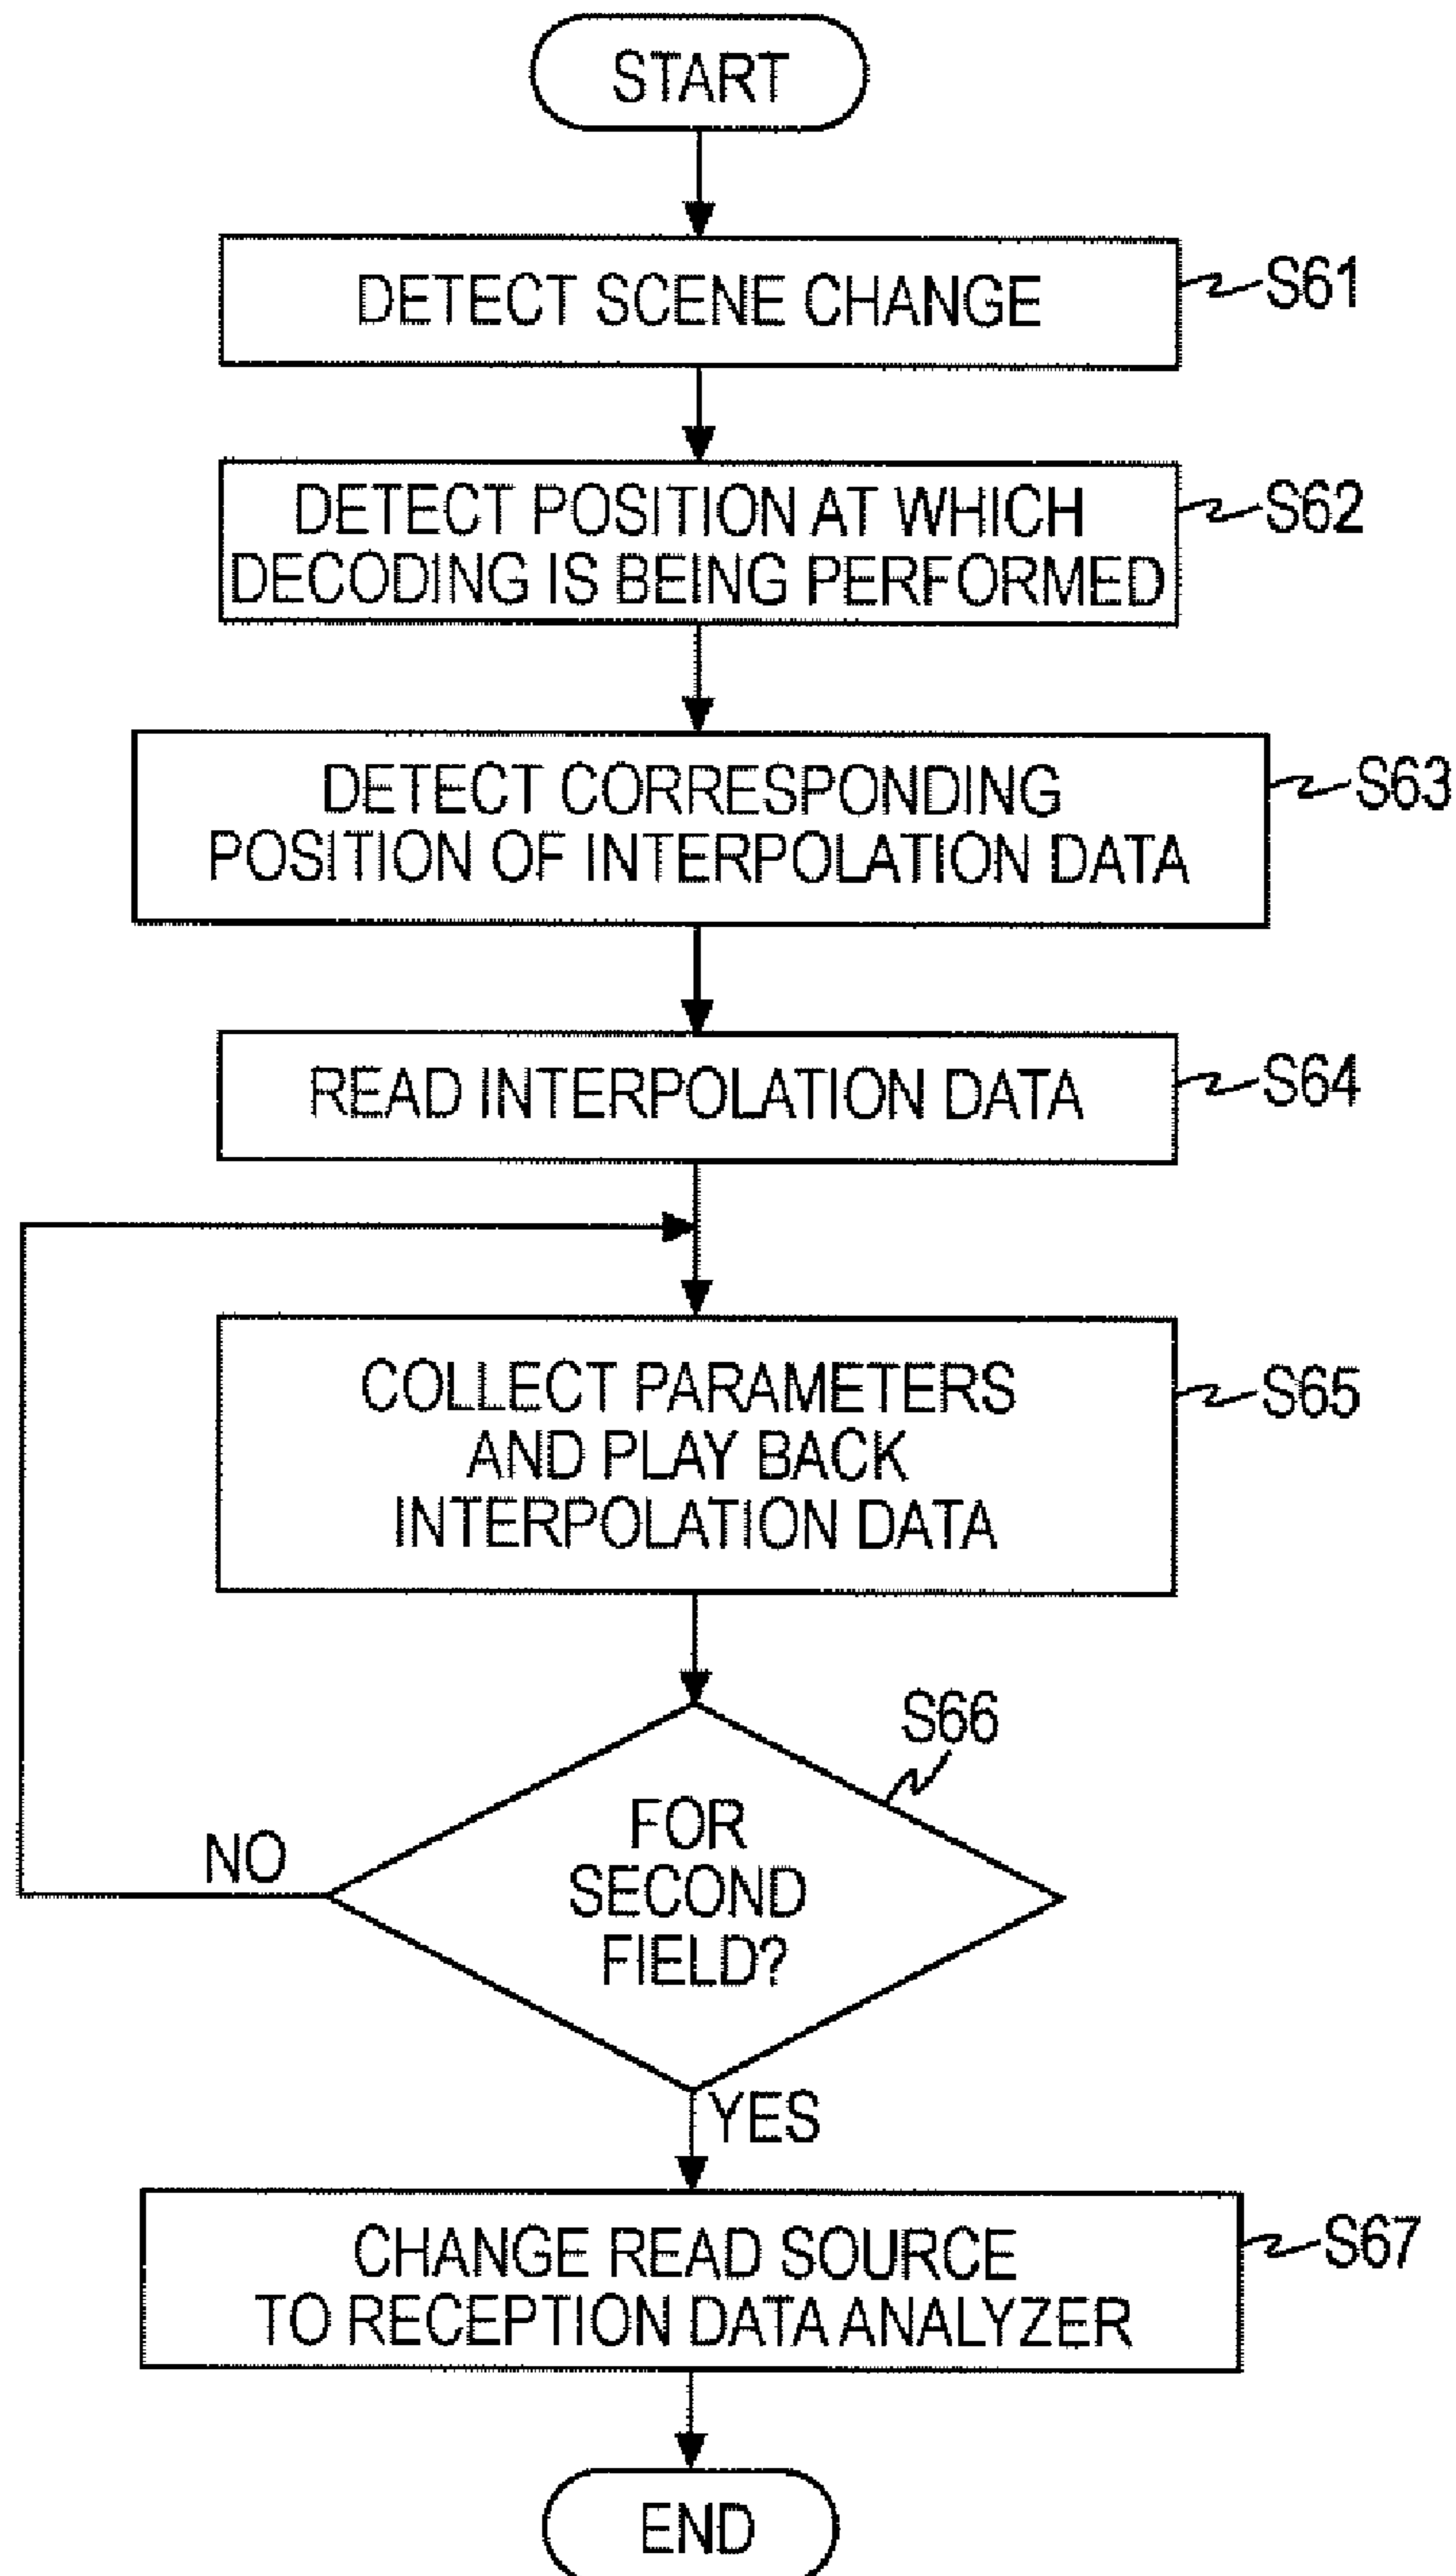 START
DETECT SCENE CHANGE
S61
DETECT POSITION AT WHICH
DECODING IS BEING PERFORMED
S62
DETECT CORRESPONDING
POSITION OF INTERPOLATION DATA
S63
READ INTERPOLATION DATA
S64
COLLECT PARAMETERS
AND PLAY BACK
INTERPOLATION DATA
S65
S66
FOR
SECOND
FIELD?
NO
YES
CHANGE READ SOURCE
TO RECEPTION DATA ANALYZER
S67
END